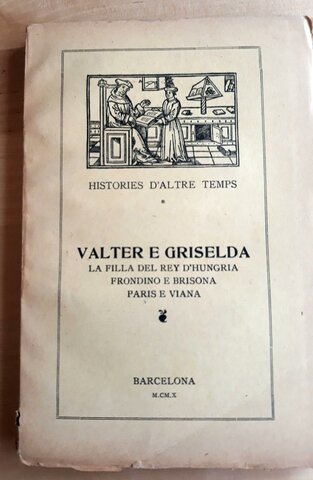 HISTORIES D'ALTRE TEMPS
VALTER E GRISELDA
LA FILLA DEL REY D'HUNGRIA
FRONDINO E BRISONA
PARIS E VIANA
BARCELONA
M.CM.X